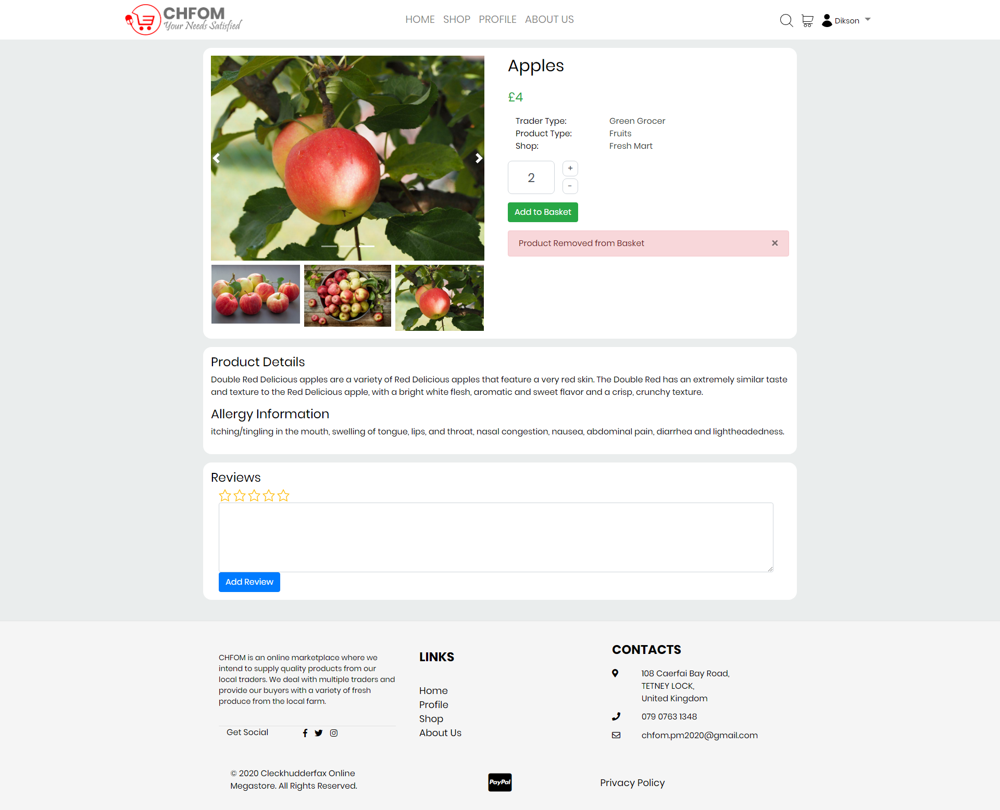 CHFOM
Your Needs Satisfied
HOME SHOP PROFILE ABOUT US
Dikson
Apples
£4
Trader Type: Green Grocer
Product Type: Fruits
Shop: Fresh Mart
2
+
-
Add to Basket
Product Removed from Basket ×
Product Details
Double Red Delicious apples are a variety of Red Delicious apples that feature a very red skin. The Double Red has an extremely similar taste
and texture to the Red Delicious apple, with a bright white flesh, aromatic and sweet flavor and a crisp, crunchy texture.
Allergy Information
itching/tingling in the mouth, swelling of tongue, lips, and throat, nasal congestion, nausea, abdominal pain, diarrhea and lightheadedness.
Reviews
Add Review
CHFOM is an online marketplace where we
intend to supply quality products from our
local traders. We deal with multiple traders and
provide our buyers with a variety of fresh
produce from the local farm.
Get Social
LINKS
Home
Profile
Shop
About Us
CONTACTS
108 Caerfai Bay Road,
TETNEY LOCK,
United Kingdom
079 0763 1348
chfom.pm2020@gmail.com
© 2020 Cleckhudderfax Online
Megastore. All Rights Reserved.
PayPal
Privacy Policy